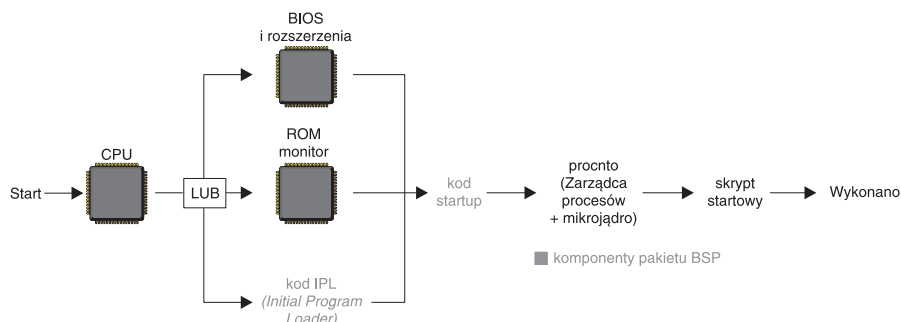 BIOS
i rozszerzenia
CPU
ROM
monitor
Start
LUB
kod
startup
procnto
(Zarządca
procesów
+ mikrojądro)
skrypt
startowy
Wykonano
komponenty pakietu BSP
kod IPL
(Initial Program
Loader)